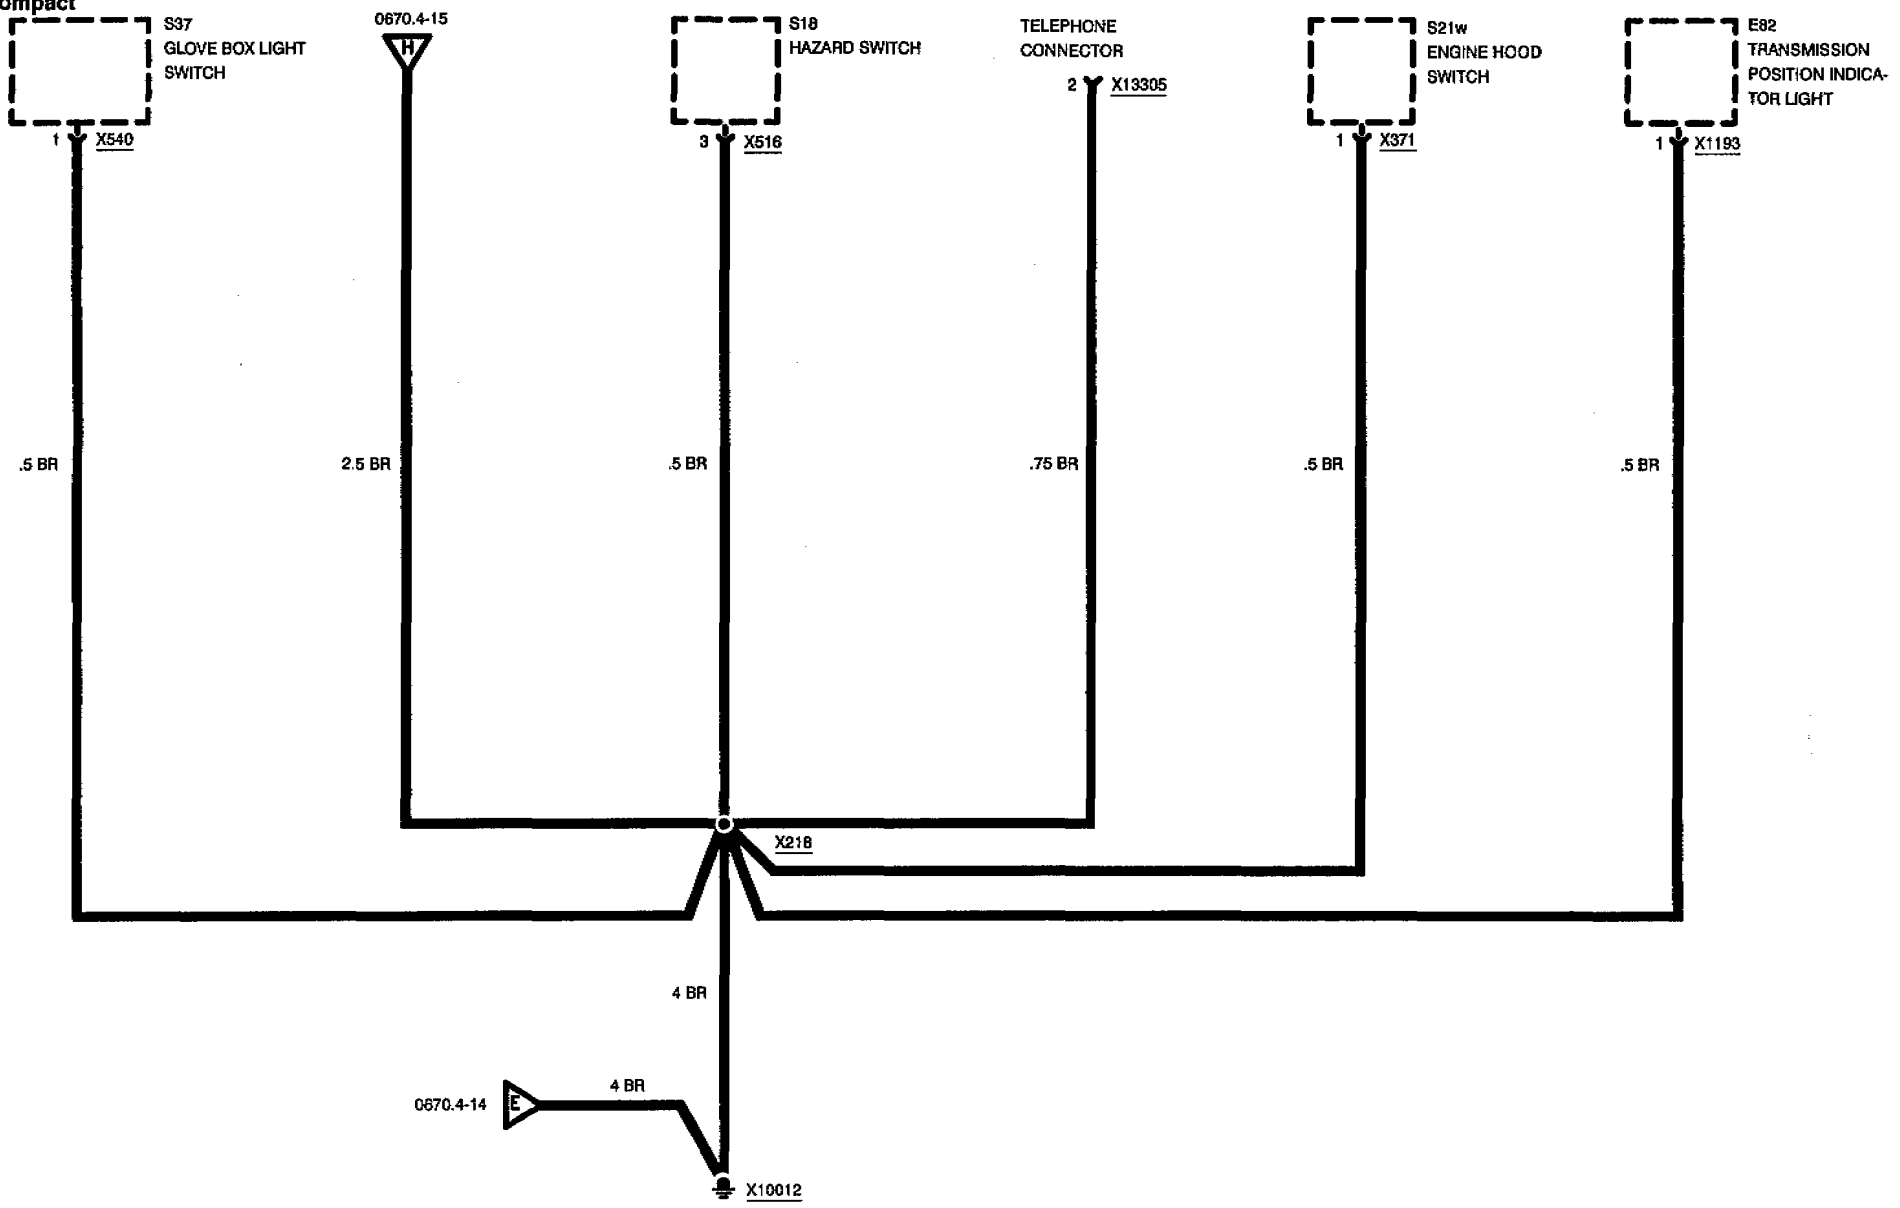 ompact
S37
GLOVE BOX LIGHT
SWITCH
1
X540
0670.4-15
H
S18
HAZARD SWITCH
3
X516
TELEPHONE
CONNECTOR
2
X13305
S21w
ENGINE HOOD
SWITCH
1
X371
E82
TRANSMISSION
POSITION INDICA-
TOR LIGHT
1
X1193
.5 BR
2.5 BR
.5 BR
.75 BR
.5 BR
.5 BR
X218
4 BR
4 BR
0670.4-14
E
X10012